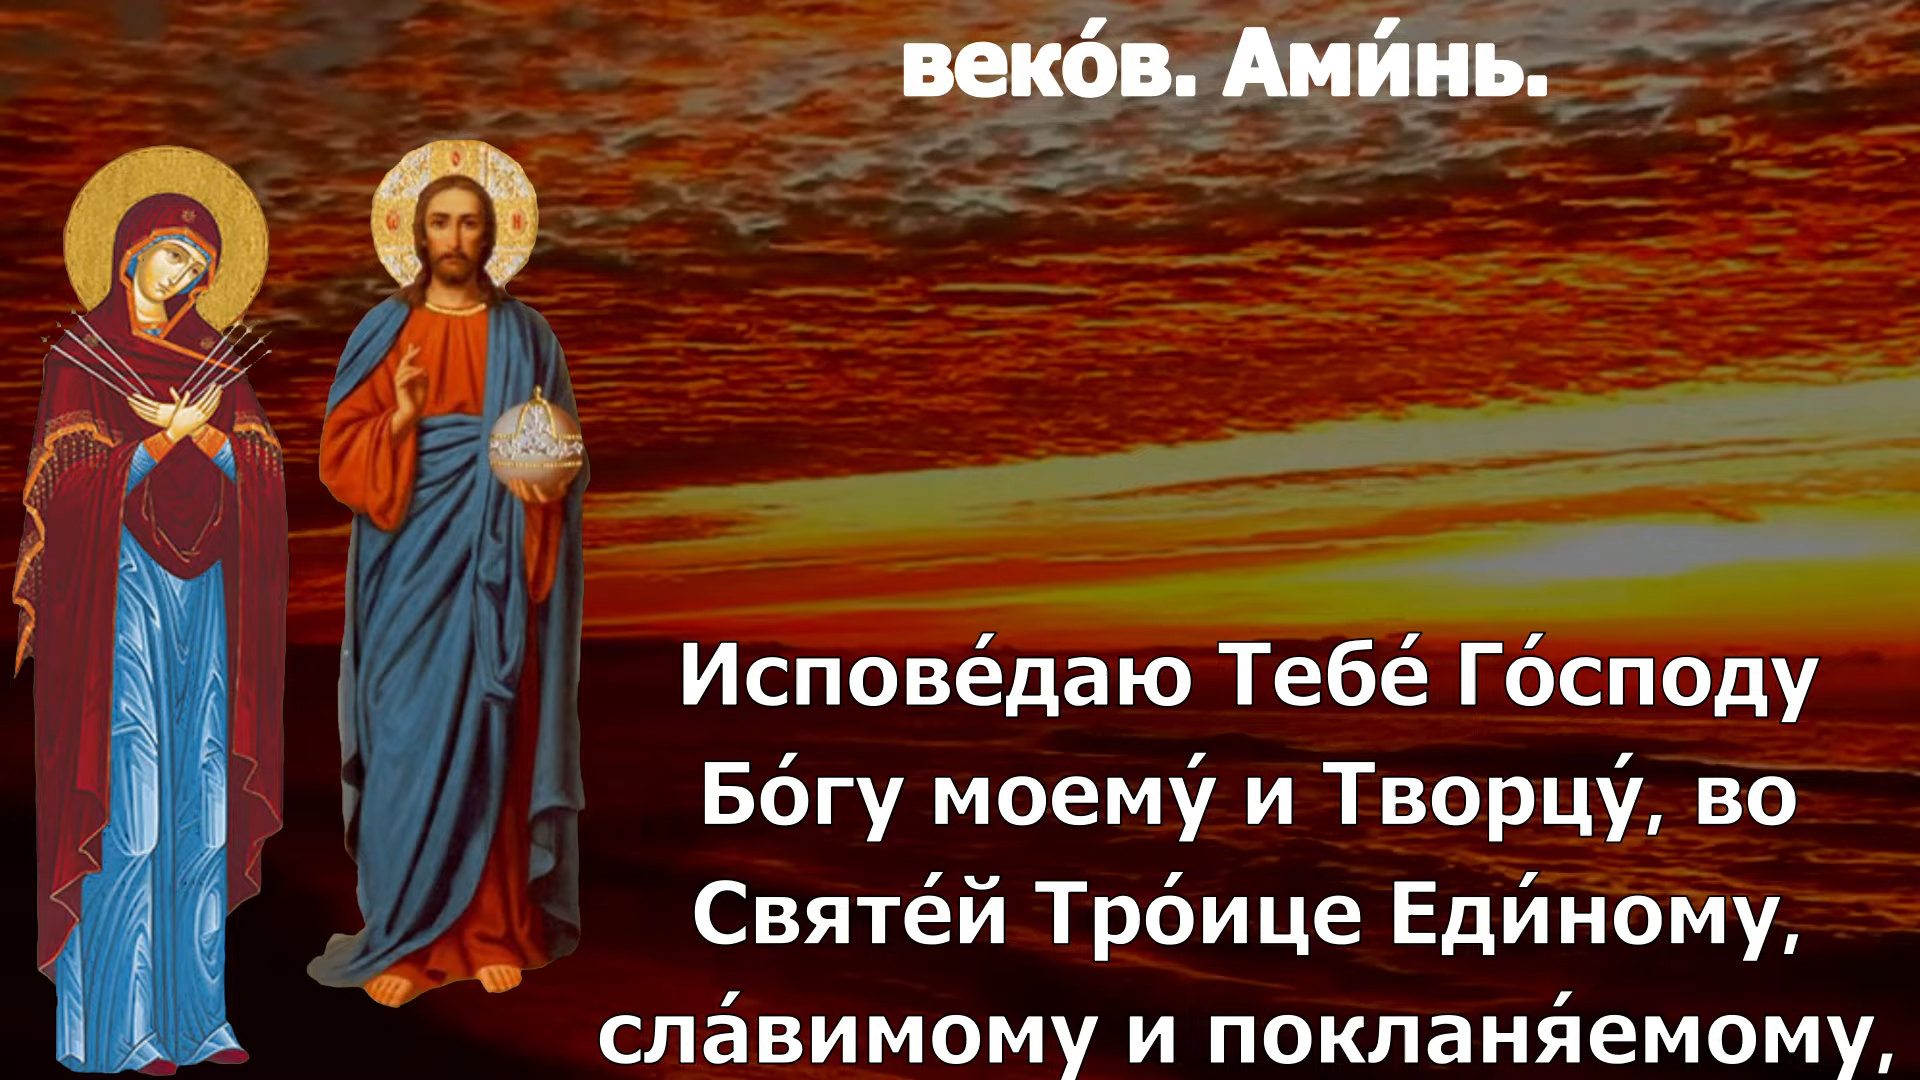 веко́в. Ами́нь.
Испове́даю Тебе́ Го́споду
Бо́гу моему́ и Творцу́, во
Святе́й Тро́ице Еди́ному,
сла́вимому и покланя́емому,